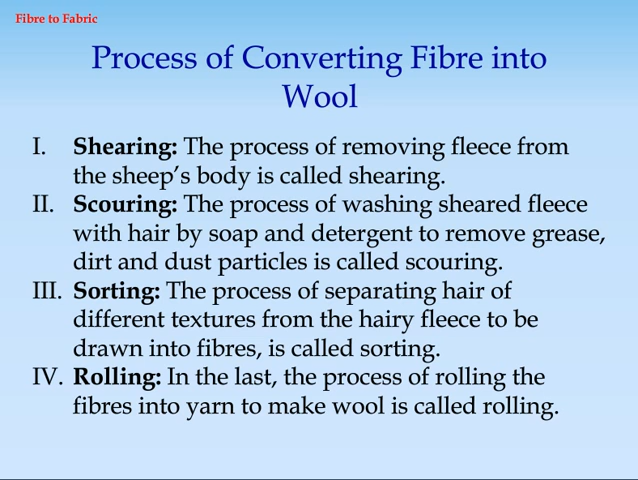 Fibre to Fabric
Process of Converting Fibre into
Wool
I. Shearing: The process of removing fleece from
the sheep's body is called shearing.
II. Scouring: The process of washing sheared fleece
with hair by soap and detergent to remove grease,
dirt and dust particles is called scouring.
III. Sorting: The process of separating hair of
different textures from the hairy fleece to be
drawn into fibres, is called sorting.
IV. Rolling: In the last, the process of rolling the
fibres into yarn to make wool is called rolling.